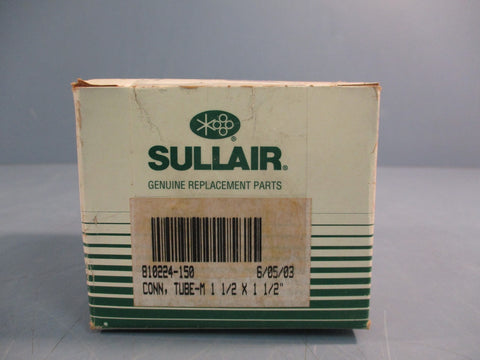 SULLAIR®
GENUINE REPLACEMENT PARTS
810224-150 6/05/03
CONN, TUBE-M 1 1/2 X 1 1/2"